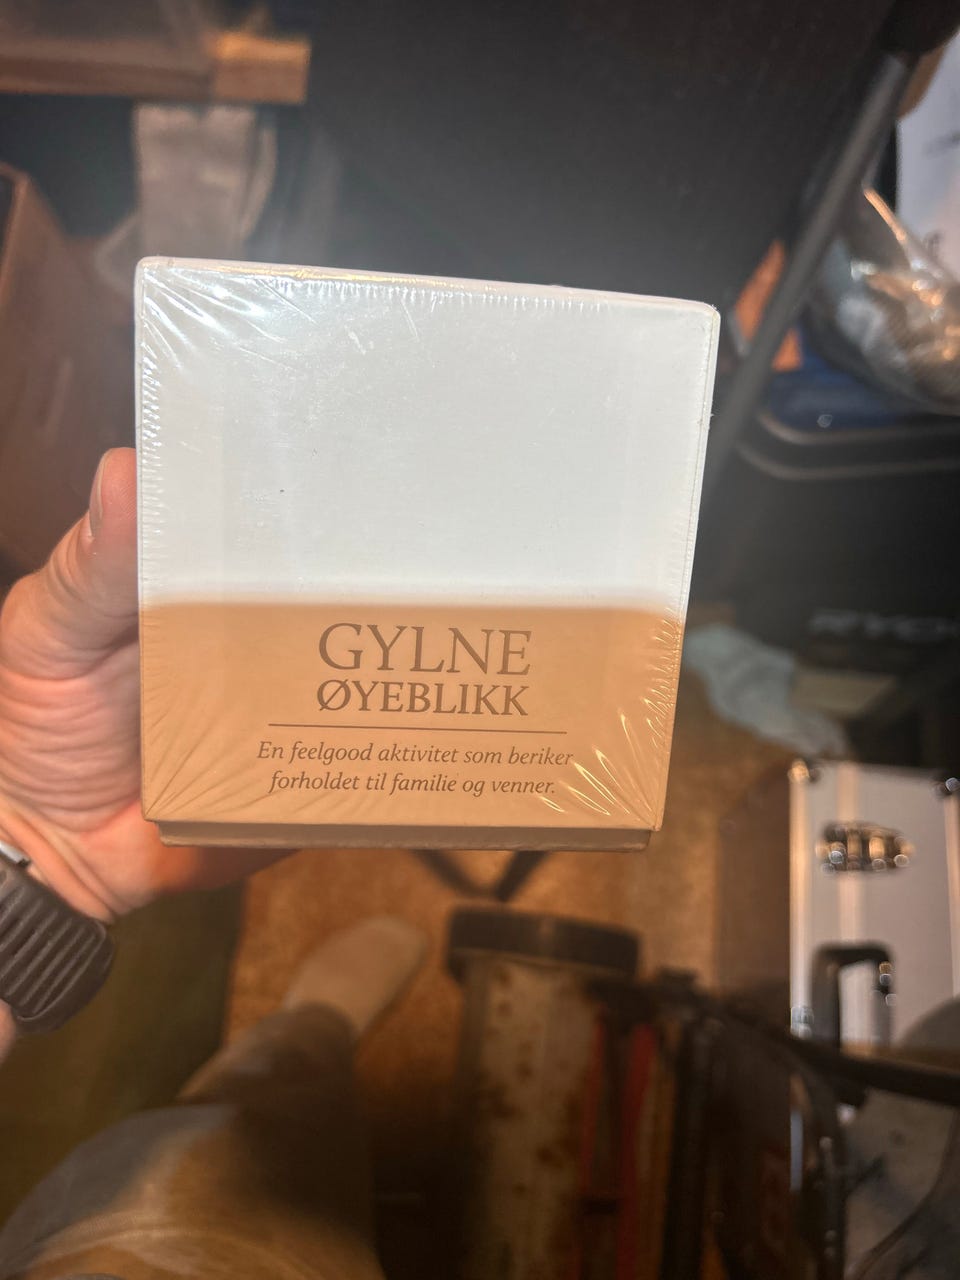 GYLNE
ØYEBLIKK
En feelgood aktivitet som beriker
forholdet til familie og venner.